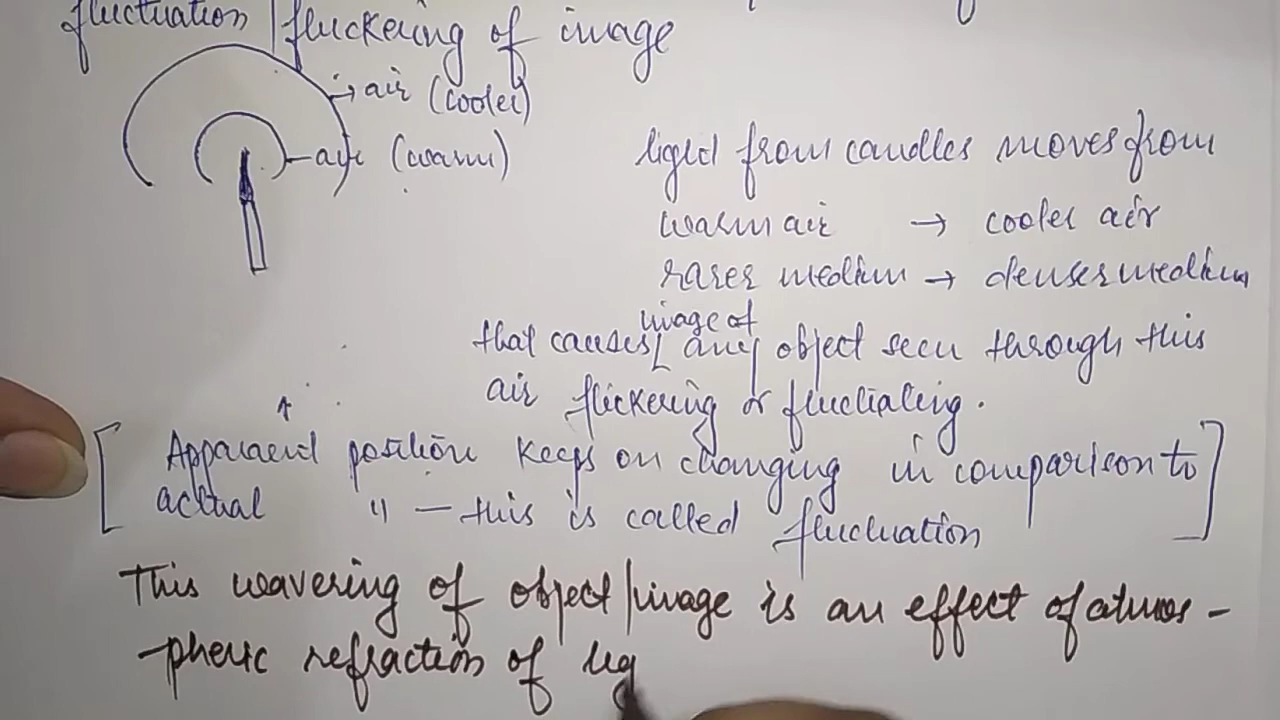 fluctuation / fluckering of image
→ air (cooler)
air (warm)
light from candles moves from
warm air → cooler air
rarer medium → denser medium
image of
that causes any object seen through this
air flickering or fluctiating.
[ Apparent position keeps on changing in comparison to ]
actual " — this is called fluctuation
This wavering of object/image is an effect of atmos -
-pheric refraction of lig